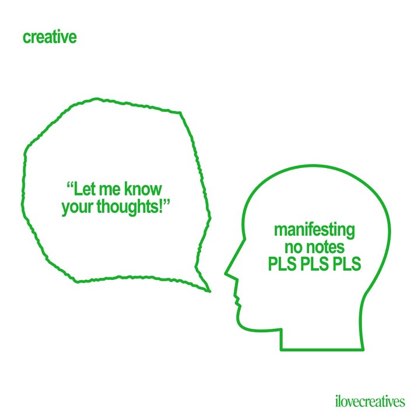 creative
“Let me know
your thoughts!”
manifesting
no notes
PLS PLS PLS
ilovecreatives